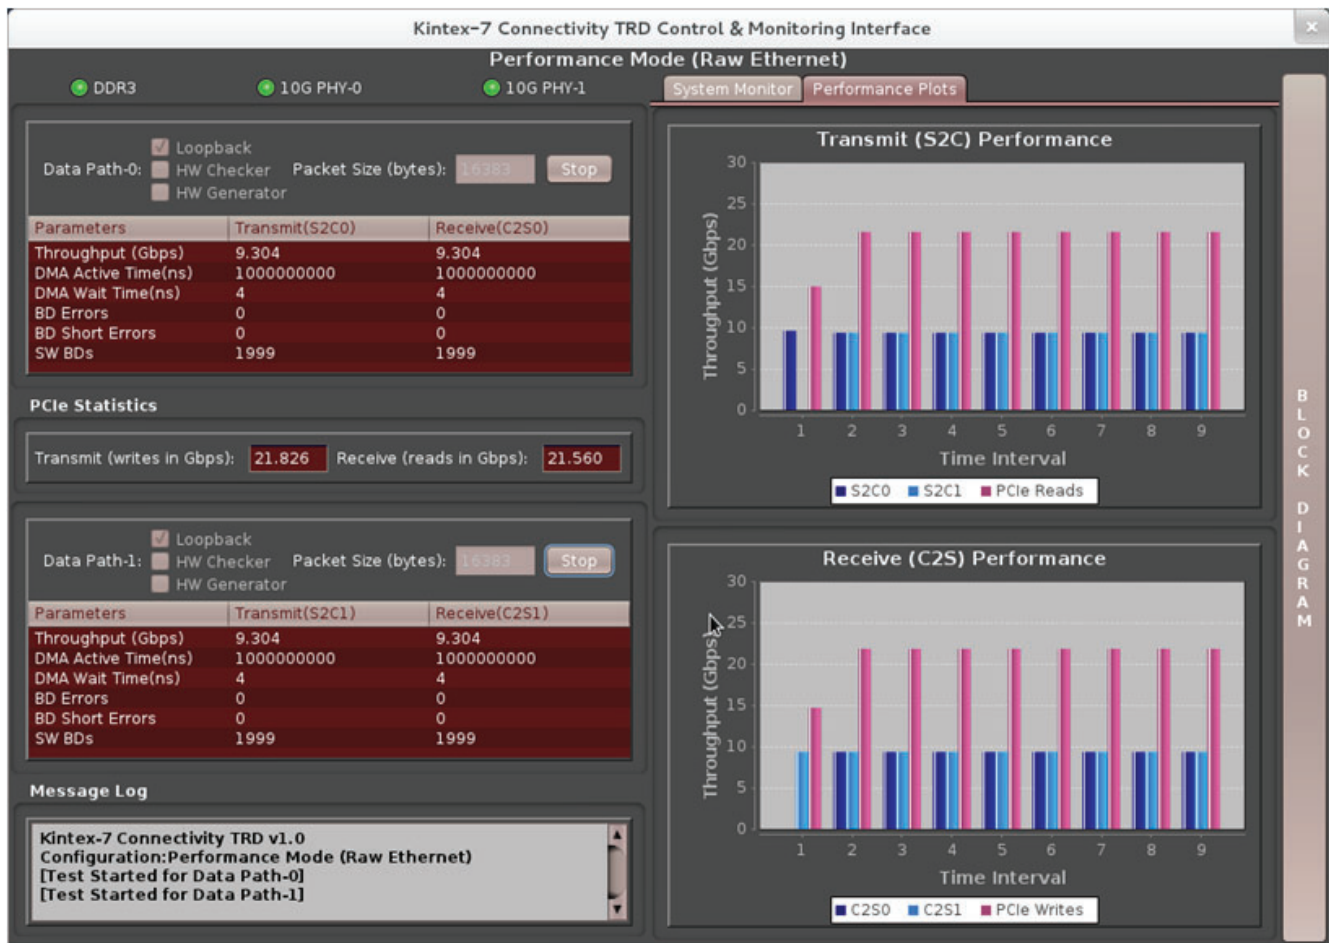 Kintex-7 Connectivity TRD Control & Monitoring Interface
Performance Mode (Raw Ethernet)
DDR3 10G PHY-0 10G PHY-1
System Monitor Performance Plots
Loopback
Data Path-0: HW Checker Packet Size (bytes): 16383 Stop
HW Generator
Parameters Transmit(S2C0) Receive(C2S0)
Throughput (Gbps) 9.304 9.304
DMA Active Time(ns) 1000000000 1000000000
DMA Wait Time(ns) 4 4
BD Errors 0 0
BD Short Errors 0 0
SW BDs 1999 1999
PCIe Statistics
Transmit (writes in Gbps): 21.826 Receive (reads in Gbps): 21.560
Loopback
Data Path-1: HW Checker Packet Size (bytes): 16383 Stop
HW Generator
Parameters Transmit(S2C1) Receive(C2S1)
Throughput (Gbps) 9.304 9.304
DMA Active Time(ns) 1000000000 1000000000
DMA Wait Time(ns) 4 4
BD Errors 0 0
BD Short Errors 0 0
SW BDs 1999 1999
Message Log
Kintex-7 Connectivity TRD v1.0
Configuration:Performance Mode (Raw Ethernet)
[Test Started for Data Path-0]
[Test Started for Data Path-1]
Transmit (S2C) Performance
Throughput (Gbps)
30
25
20
15
10
5
0
1 2 3 4 5 6 7 8 9
Time Interval
S2C0 S2C1 PCIe Reads
Receive (C2S) Performance
Throughput (Gbps)
30
25
20
15
10
5
0
1 2 3 4 5 6 7 8 9
Time Interval
C2S0 C2S1 PCIe Writes
BLOCK DIAGRAM